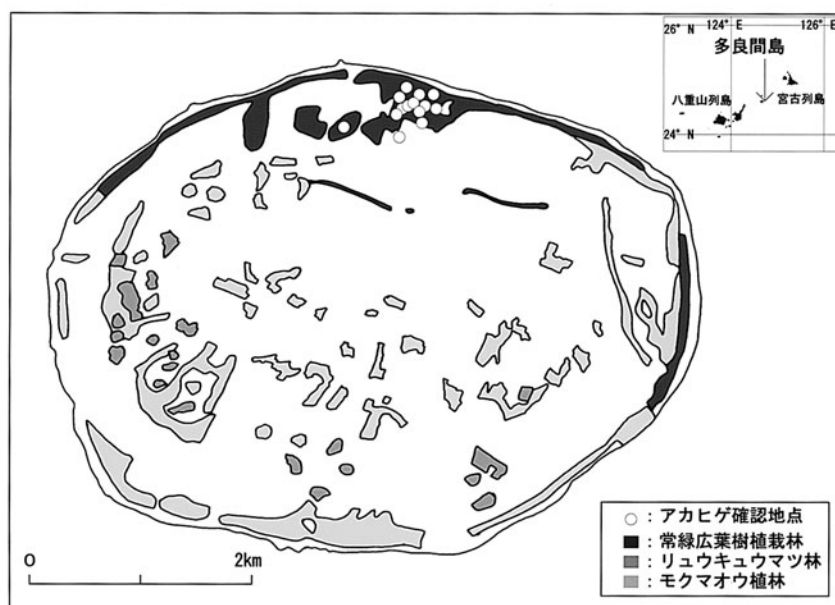 26° N
124° E
126° E
多良間島
八重山列島
宮古列島
24° N
○ : アカヒゲ確認地点
■ : 常緑広葉樹植栽林
■ : リュウキュウマツ林
■ : モクマオウ植林
0
2km